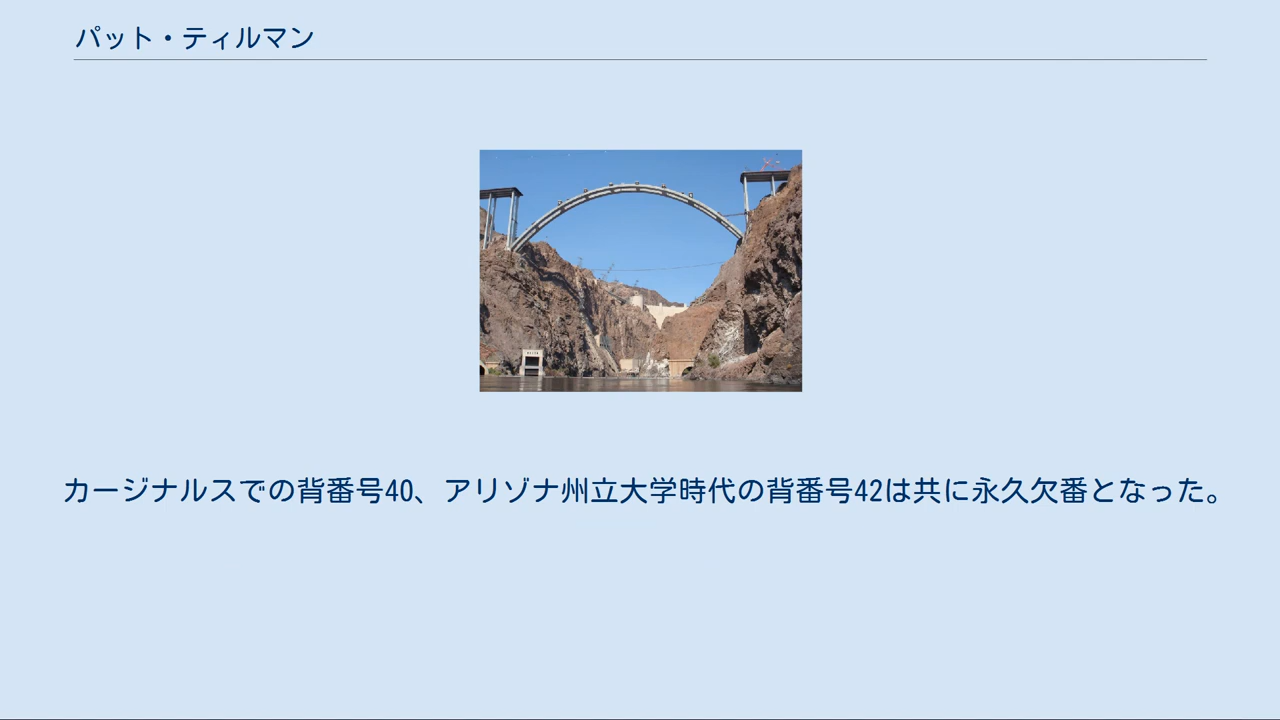 パット・ティルマン
カージナルスでの背番号40、アリゾナ州立大学時代の背番号42は共に永久欠番となった。